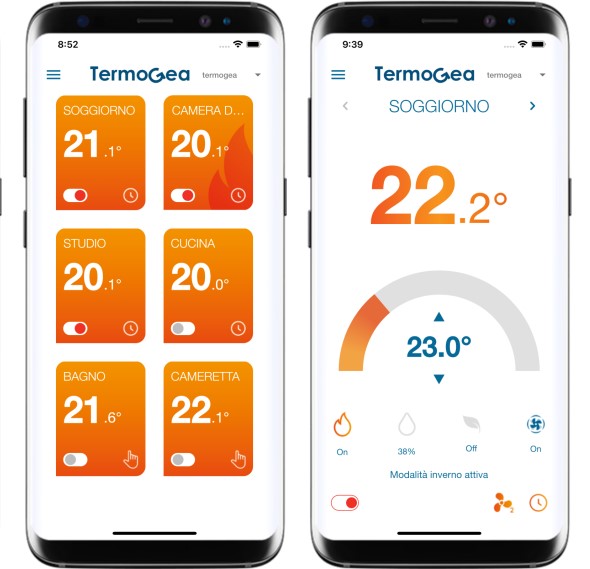 8:52
TermoGea termogea
SOGGIORNO
21.1°
CAMERA D...
20.1°
STUDIO
20.1°
CUCINA
20.0°
BAGNO
21.6°
CAMERETTA
22.1°
9:39
TermoGea termogea
SOGGIORNO
22.2°
23.0°
On
38%
Off
On
Modalità inverno attiva
2